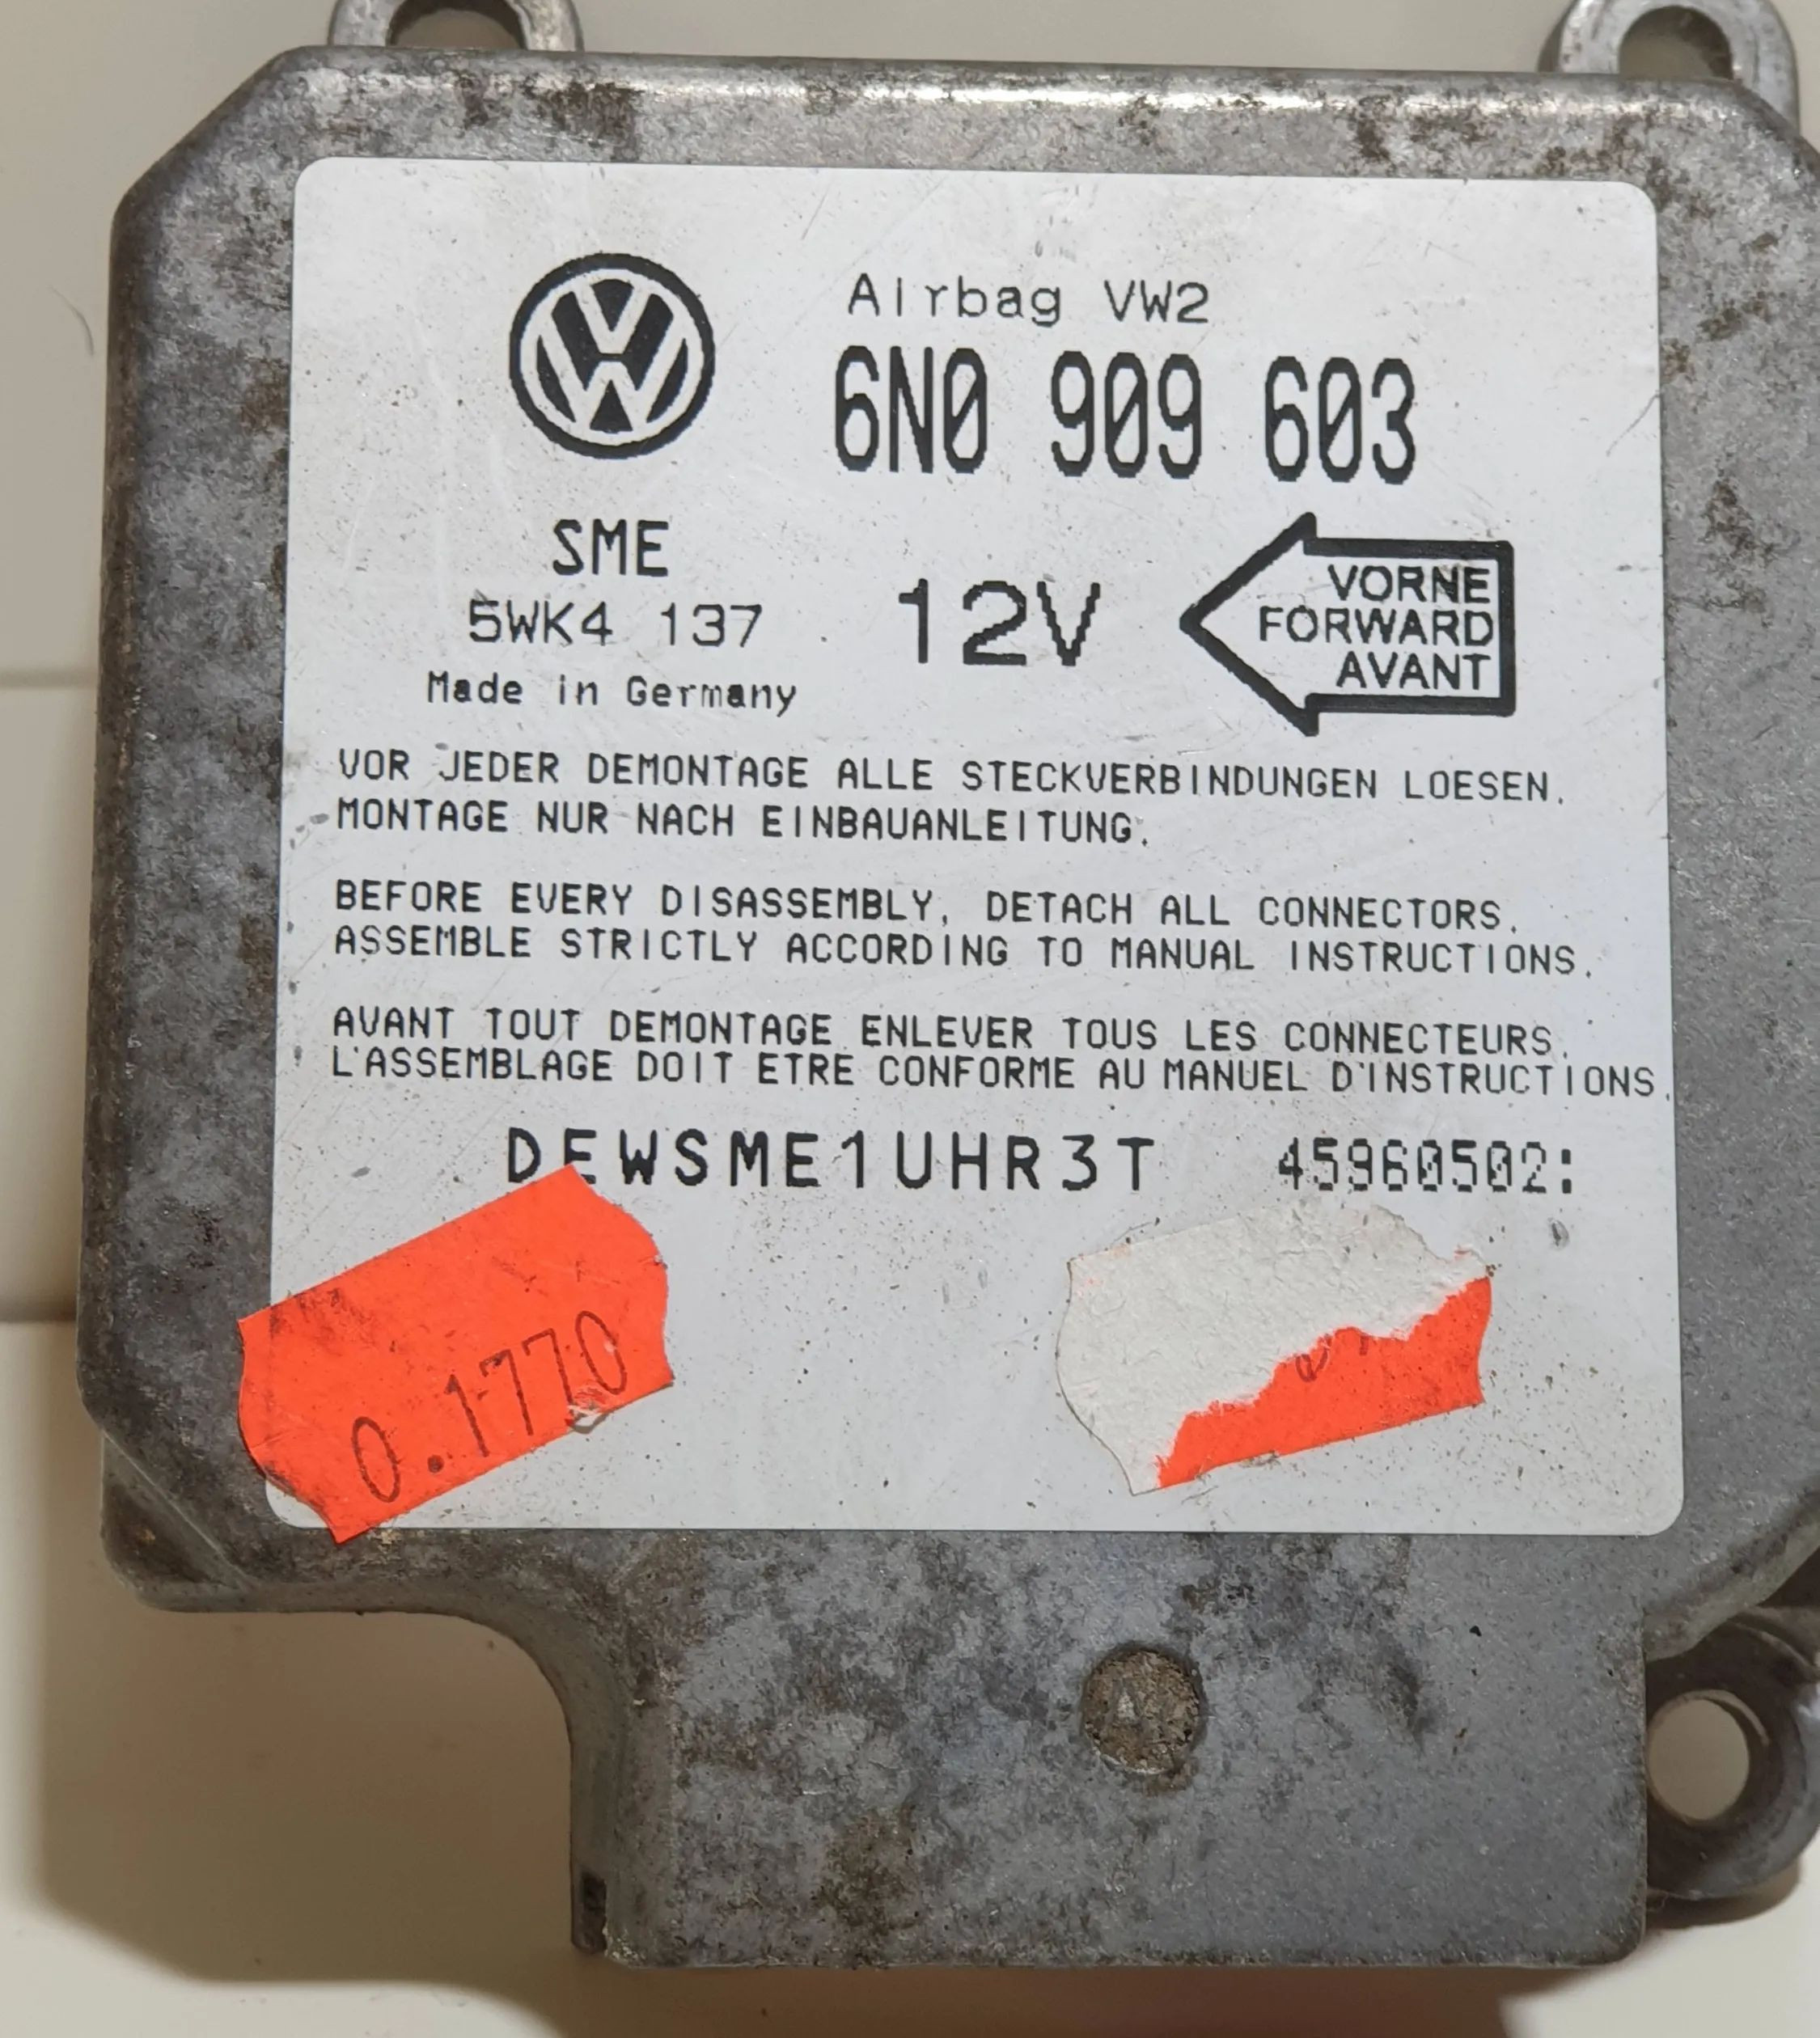 Airbag VW2
6N0 909 603
SME
5WK4 137
12V
VORNE
FORWARD
AVANT
Made in Germany
VOR JEDER DEMONTAGE ALLE STECKVERBINDUNGEN LOESEN.
MONTAGE NUR NACH EINBAUANLEITUNG.
BEFORE EVERY DISASSEMBLY, DETACH ALL CONNECTORS.
ASSEMBLE STRICTLY ACCORDING TO MANUAL INSTRUCTIONS.
AVANT TOUT DEMONTAGE ENLEVER TOUS LES CONNECTEURS.
L'ASSEMBLAGE DOIT ETRE CONFORME AU MANUEL D'INSTRUCTIONS.
DEWSME1UHR3T 45960502:
0.1770